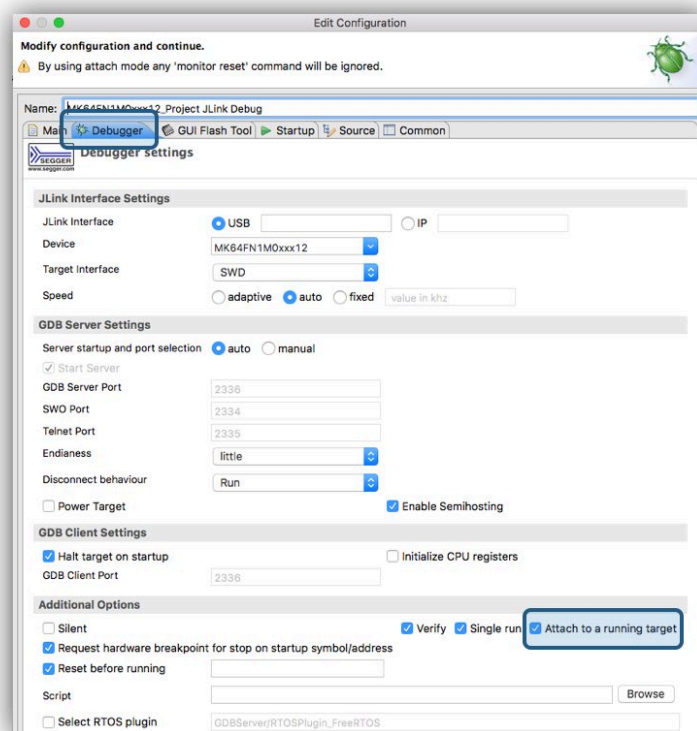 Edit Configuration
Modify configuration and continue.
By using attach mode any 'monitor reset' command will be ignored.
Name: MK64FN1M0xxx12_Project JLink Debug
Main Debugger GUI Flash Tool Startup Source Common
SEGGER
www.segger.com
Debugger settings
JLink Interface Settings
JLink Interface USB IP
Device MK64FN1M0xxx12
Target Interface SWD
Speed adaptive auto fixed value in khz
GDB Server Settings
Server startup and port selection auto manual
Start Server
GDB Server Port 2336
SWO Port 2334
Telnet Port 2335
Endianess little
Disconnect behaviour Run
Power Target Enable Semihosting
GDB Client Settings
Halt target on startup Initialize CPU registers
GDB Client Port 2336
Additional Options
Silent Verify Single run Attach to a running target
Request hardware breakpoint for stop on startup symbol/address
Reset before running
Script Browse
Select RTOS plugin GDBServer/RTOSPlugin_FreeRTOS